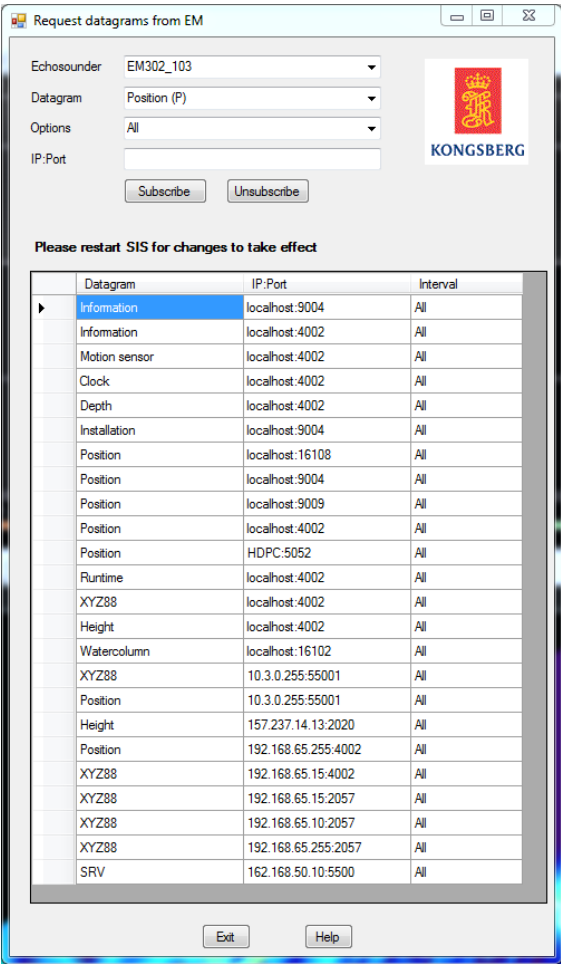 Request datagrams from EM
Echosounder EM302_103
Datagram Position (P)
Options All
KONGSBERG
IP:Port
Subscribe Unsubscribe
Please restart SIS for changes to take effect
Datagram IP:Port Interval
Information localhost:9004 All
Information localhost:4002 All
Motion sensor localhost:4002 All
Clock localhost:4002 All
Depth localhost:4002 All
Installation localhost:9004 All
Position localhost:16108 All
Position localhost:9004 All
Position localhost:9009 All
Position localhost:4002 All
Position HDPC:5052 All
Runtime localhost:4002 All
XYZ88 localhost:4002 All
Height localhost:4002 All
Watercolumn localhost:16102 All
XYZ88 10.3.0.255:55001 All
Position 10.3.0.255:55001 All
Height 157.237.14.13:2020 All
Position 192.168.65.255:4002 All
XYZ88 192.168.65.15:4002 All
XYZ88 192.168.65.15:2057 All
XYZ88 192.168.65.10:2057 All
XYZ88 192.168.65.255:2057 All
SRV 162.168.50.10:5500 All
Exit Help